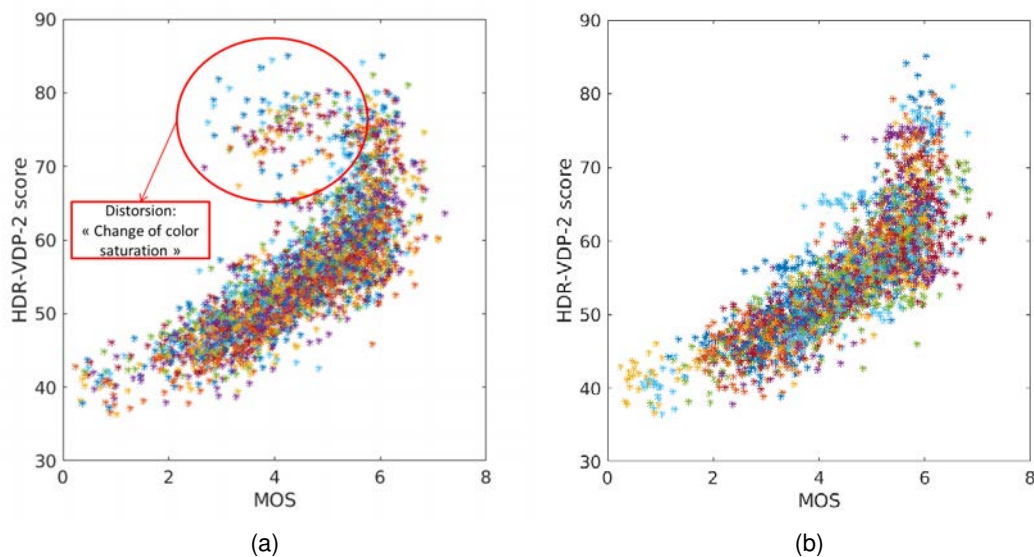 90
80
70
60
50
40
30
0
2
4
6
8
HDR-VDP-2 score
MOS
Distorsion:
« Change of color
saturation »
(a)
90
80
70
60
50
40
30
0
2
4
6
8
HDR-VDP-2 score
MOS
(b)